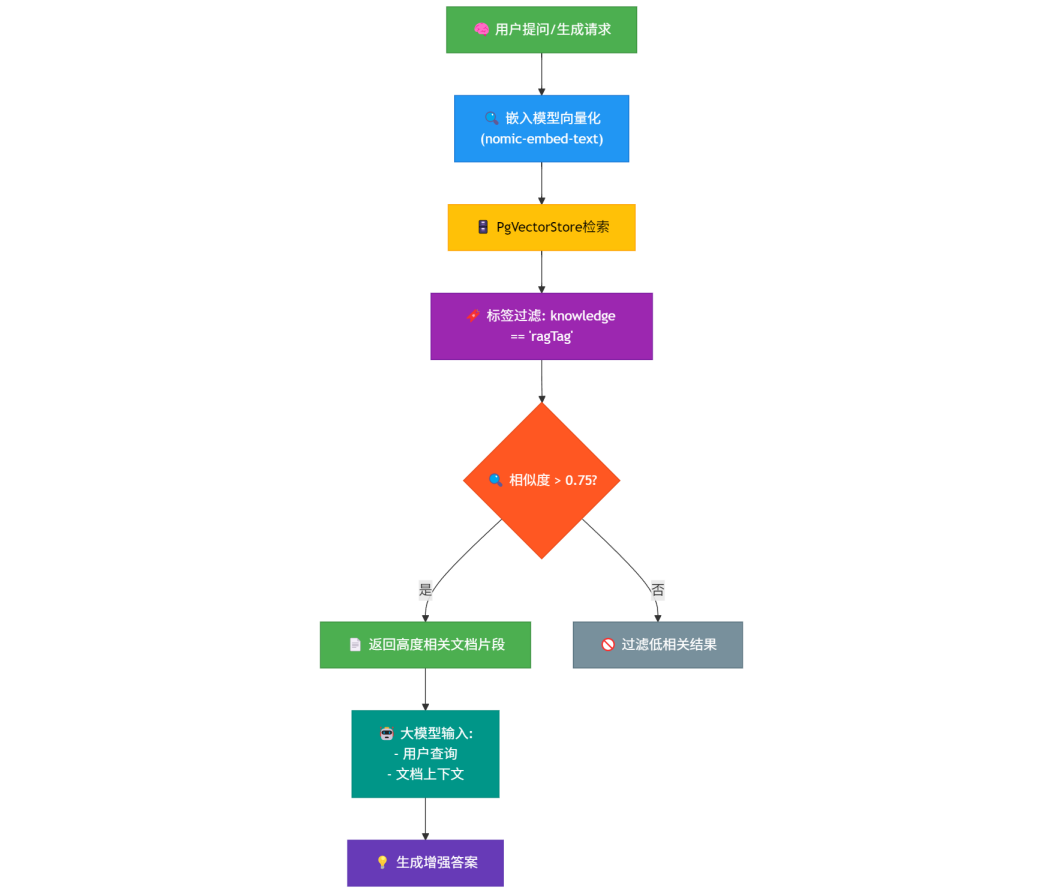 🧠 用户提问/生成请求
🔍 嵌入模型向量化
(nomic-embed-text)
🗄️ PgVectorStore检索
🔖 标签过滤: knowledge
== 'ragTag'
🔍 相似度 > 0.75?
是
否
📄 返回高度相关文档片段
🚫 过滤低相关结果
🤖 大模型输入:
- 用户查询
- 文档上下文
💡 生成增强答案